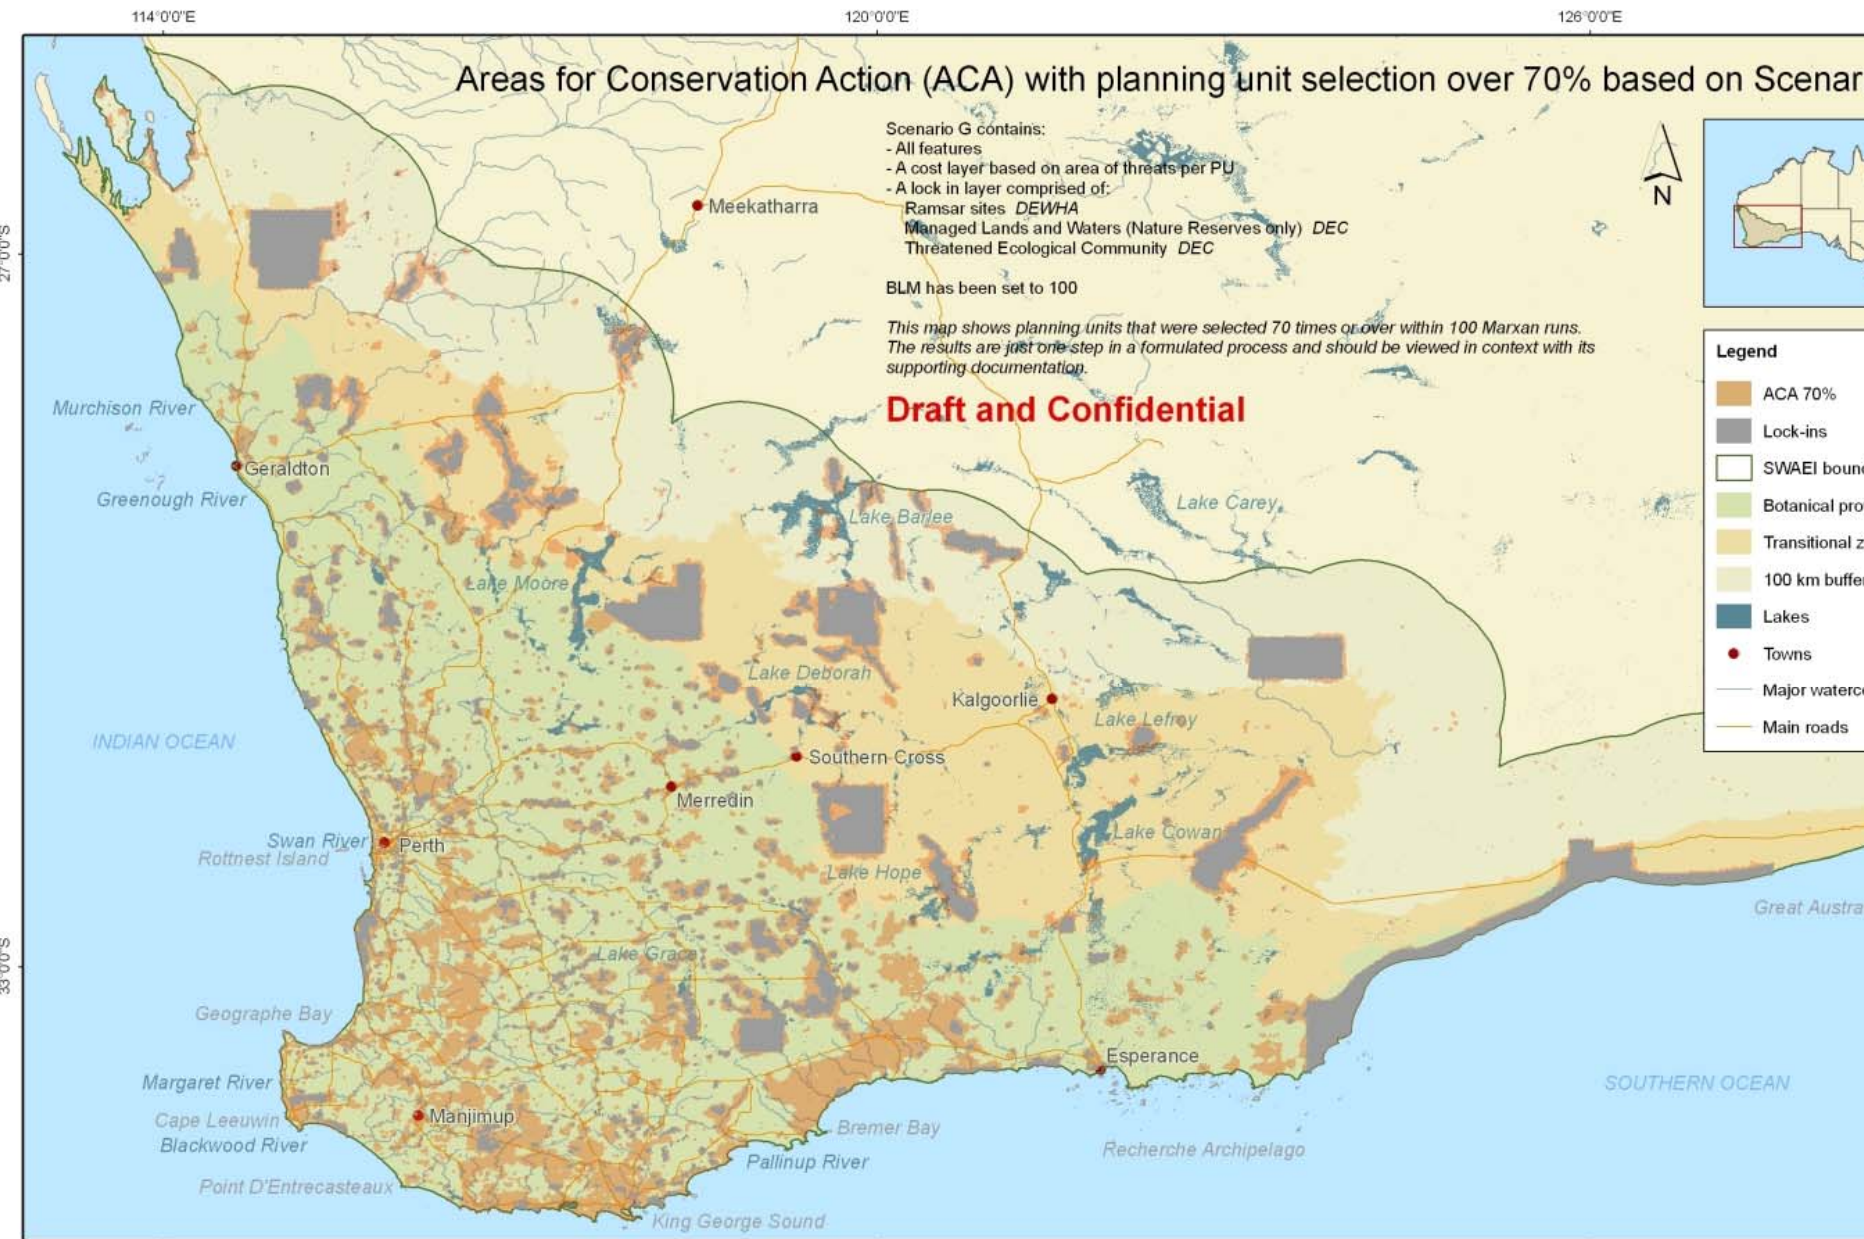 114°0'0"E
120°0'0"E
126°0'0"E
Areas for Conservation Action (ACA) with planning unit selection over 70% based on Scenar
Scenario G contains:
- All features
- A cost layer based on area of threats per PU
- A lock in layer comprised of:
Ramsar sites DEWHA
Managed Lands and Waters (Nature Reserves only) DEC
Threatened Ecological Community DEC
BLM has been set to 100
This map shows planning units that were selected 70 times or over within 100 Marxan runs.
The results are just one step in a formulated process and should be viewed in context with its
supporting documentation.
Draft and Confidential
N
Legend
ACA 70%
Lock-ins
SWAEI bound
Botanical pro
Transitional z
100 km buffer
Lakes
Towns
Major waterc
Main roads
27°0'0"S
33°0'0"S
Meekatharra
Murchison River
Geraldton
Greenough River
Lake Barlee
Lake Carey
Lake Moore
Lake Deborah
Kalgoorlie
Lake Lefroy
INDIAN OCEAN
Southern Cross
Merredin
Swan River
Perth
Rottnest Island
Lake Cowan
Lake Hope
Great Austra
Lake Grace
Geographe Bay
Esperance
Margaret River
SOUTHERN OCEAN
Cape Leeuwin
Manjimup
Blackwood River
Bremer Bay
Recherche Archipelago
Pallinup River
Point D'Entrecasteaux
King George Sound